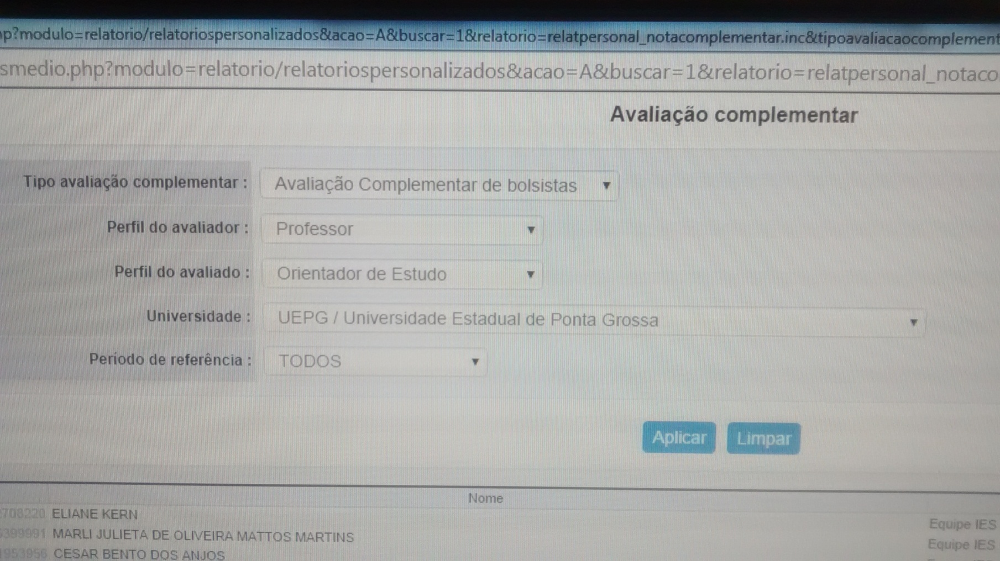 p?modulo=relatorio/relatoriospersonalizados&acao=A&buscar=1&relatorio=relatpersonal_notacomplementar.inc&tipoavaliacaocomplement
smedio.php?modulo=relatorio/relatoriospersonalizados&acao=A&buscar=1&relatorio=relatpersonal_notaco
Avaliação complementar
Tipo avaliação complementar : Avaliação Complementar de bolsistas
Perfil do avaliador : Professor
Perfil do avaliado : Orientador de Estudo
Universidade : UEPG / Universidade Estadual de Ponta Grossa
Período de referência : TODOS
Aplicar Limpar
Nome
708220 ELIANE KERN Equipe IES
399991 MARLI JULIETA DE OLIVEIRA MATTOS MARTINS Equipe IES
953956 CESAR BENTO DOS ANJOS